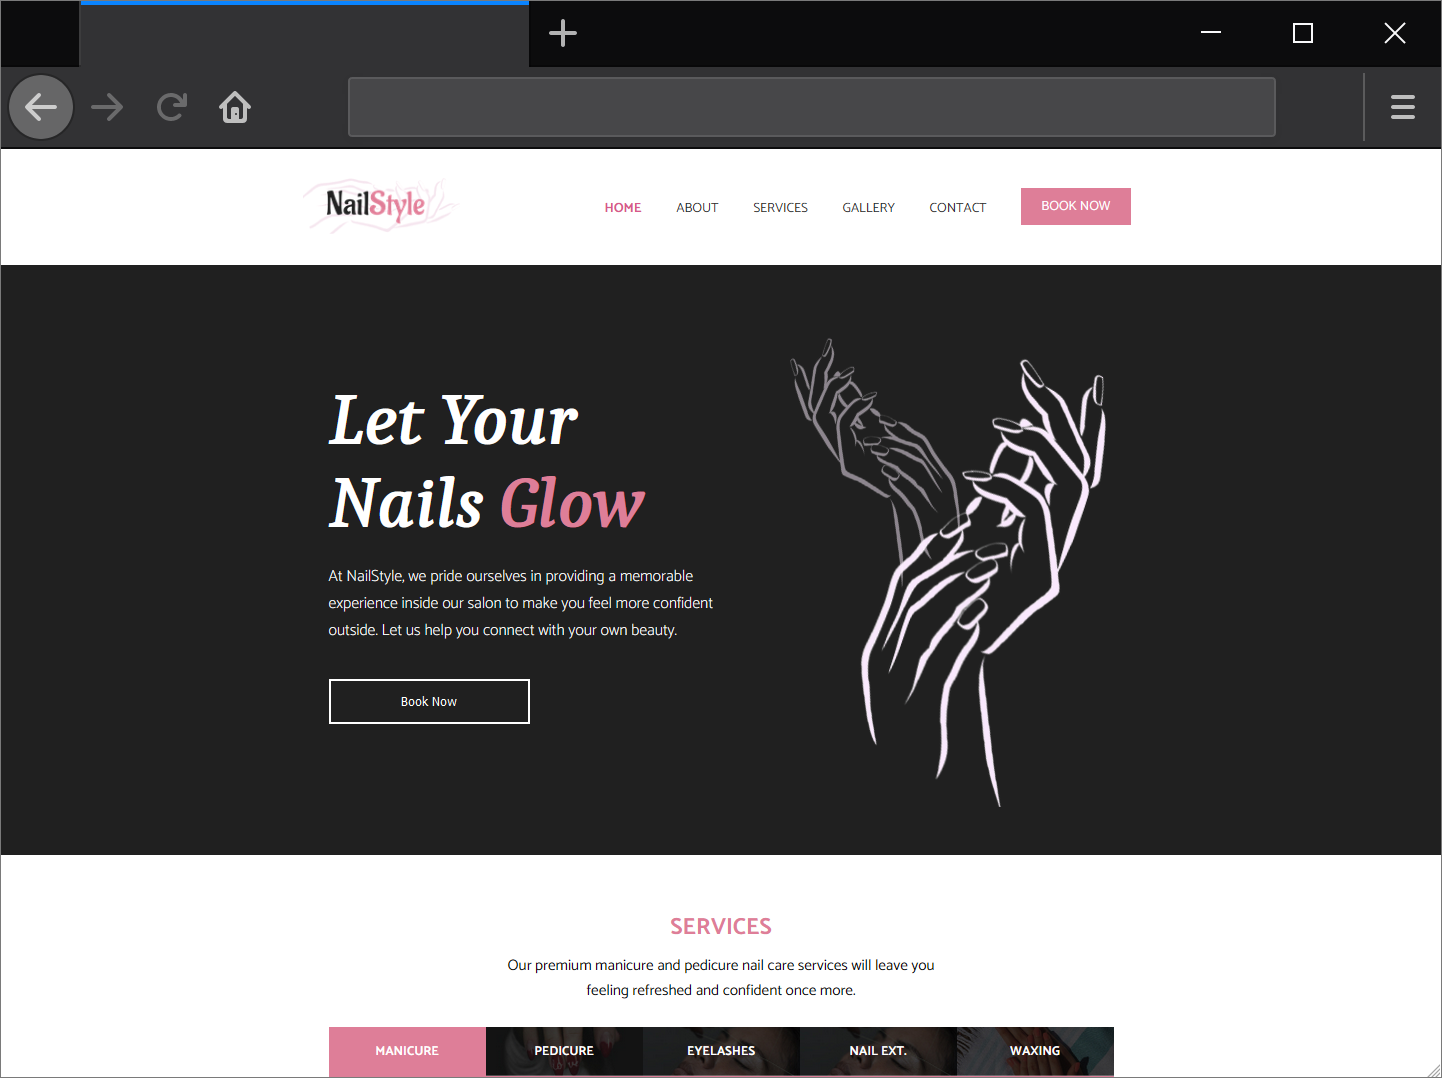 NailStyle
HOME ABOUT SERVICES GALLERY CONTACT BOOK NOW
Let Your
Nails Glow
At NailStyle, we pride ourselves in providing a memorable
experience inside our salon to make you feel more confident
outside. Let us help you connect with your own beauty.
Book Now
SERVICES
Our premium manicure and pedicure nail care services will leave you
feeling refreshed and confident once more.
MANICURE PEDICURE EYELASHES NAIL EXT. WAXING